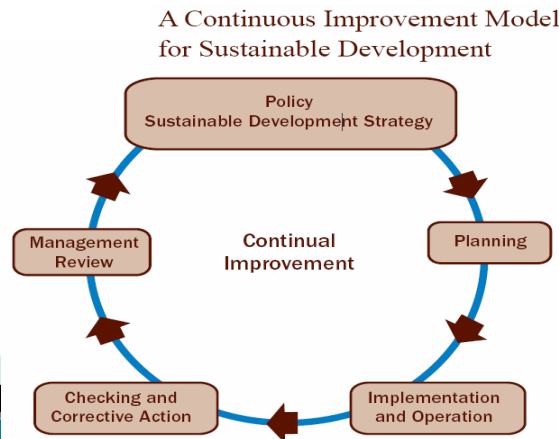 A Continuous Improvement Model
for Sustainable Development
Policy
Sustainable Development Strategy
Management
Review
Continual
Improvement
Planning
Checking and
Corrective Action
Implementation
and Operation